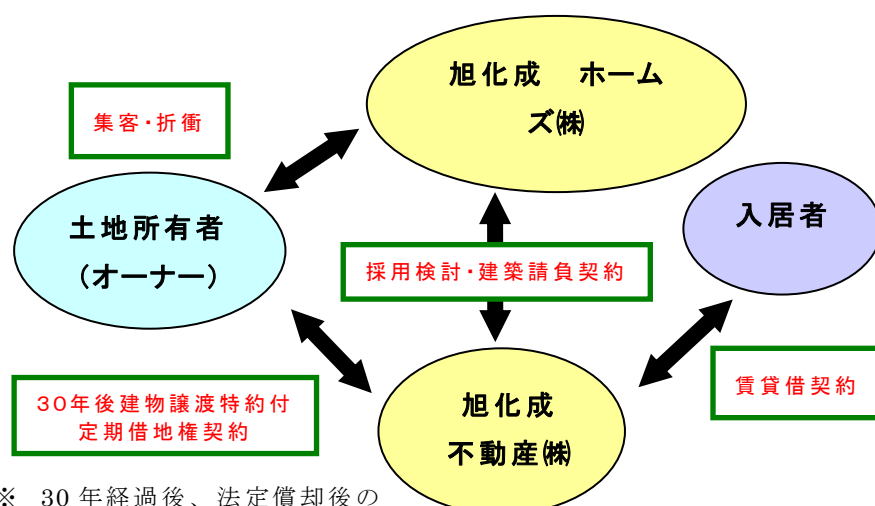 旭化成　ホーム
ズ㈱
集客・折衝
土地所有者
（オーナー）
入居者
採用検討・建築請負契約
30年後建物譲渡特約付
定期借地権契約
旭化成
不動産㈱
賃貸借契約
※ 30 年経過後、法定償却後の